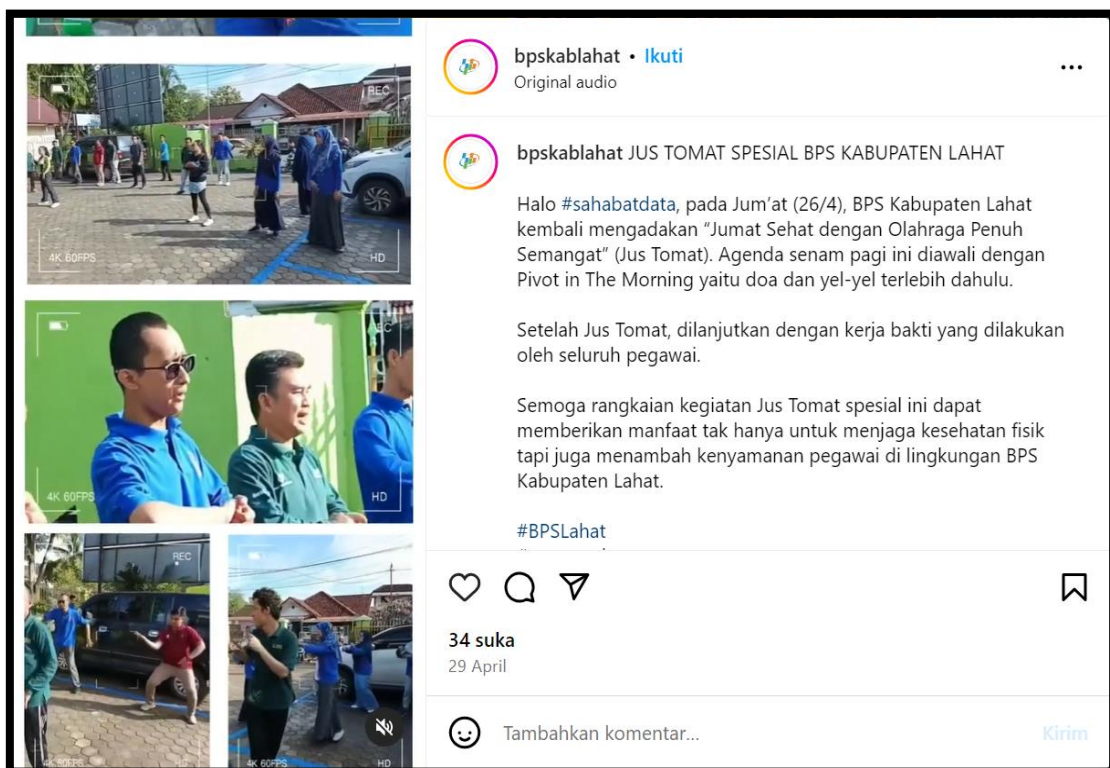 REC
4K 60FPS
HD
REC
4K 60FPS
HD
REC
4K 60FPS
4K 60FPS
HD
bpskablahat • Ikuti
Original audio
bpskablahat JUS TOMAT SPESIAL BPS KABUPATEN LAHAT
Halo #sahabatdata, pada Jum'at (26/4), BPS Kabupaten Lahat
kembali mengadakan “Jumat Sehat dengan Olahraga Penuh
Semangat” (Jus Tomat). Agenda senam pagi ini diawali dengan
Pivot in The Morning yaitu doa dan yel-yel terlebih dahulu.
Setelah Jus Tomat, dilanjutkan dengan kerja bakti yang dilakukan
oleh seluruh pegawai.
Semoga rangkaian kegiatan Jus Tomat spesial ini dapat
memberikan manfaat tak hanya untuk menjaga kesehatan fisik
tapi juga menambah kenyamanan pegawai di lingkungan BPS
Kabupaten Lahat.
#BPSLahat
34 suka
29 April
Tambahkan komentar...
Kirim